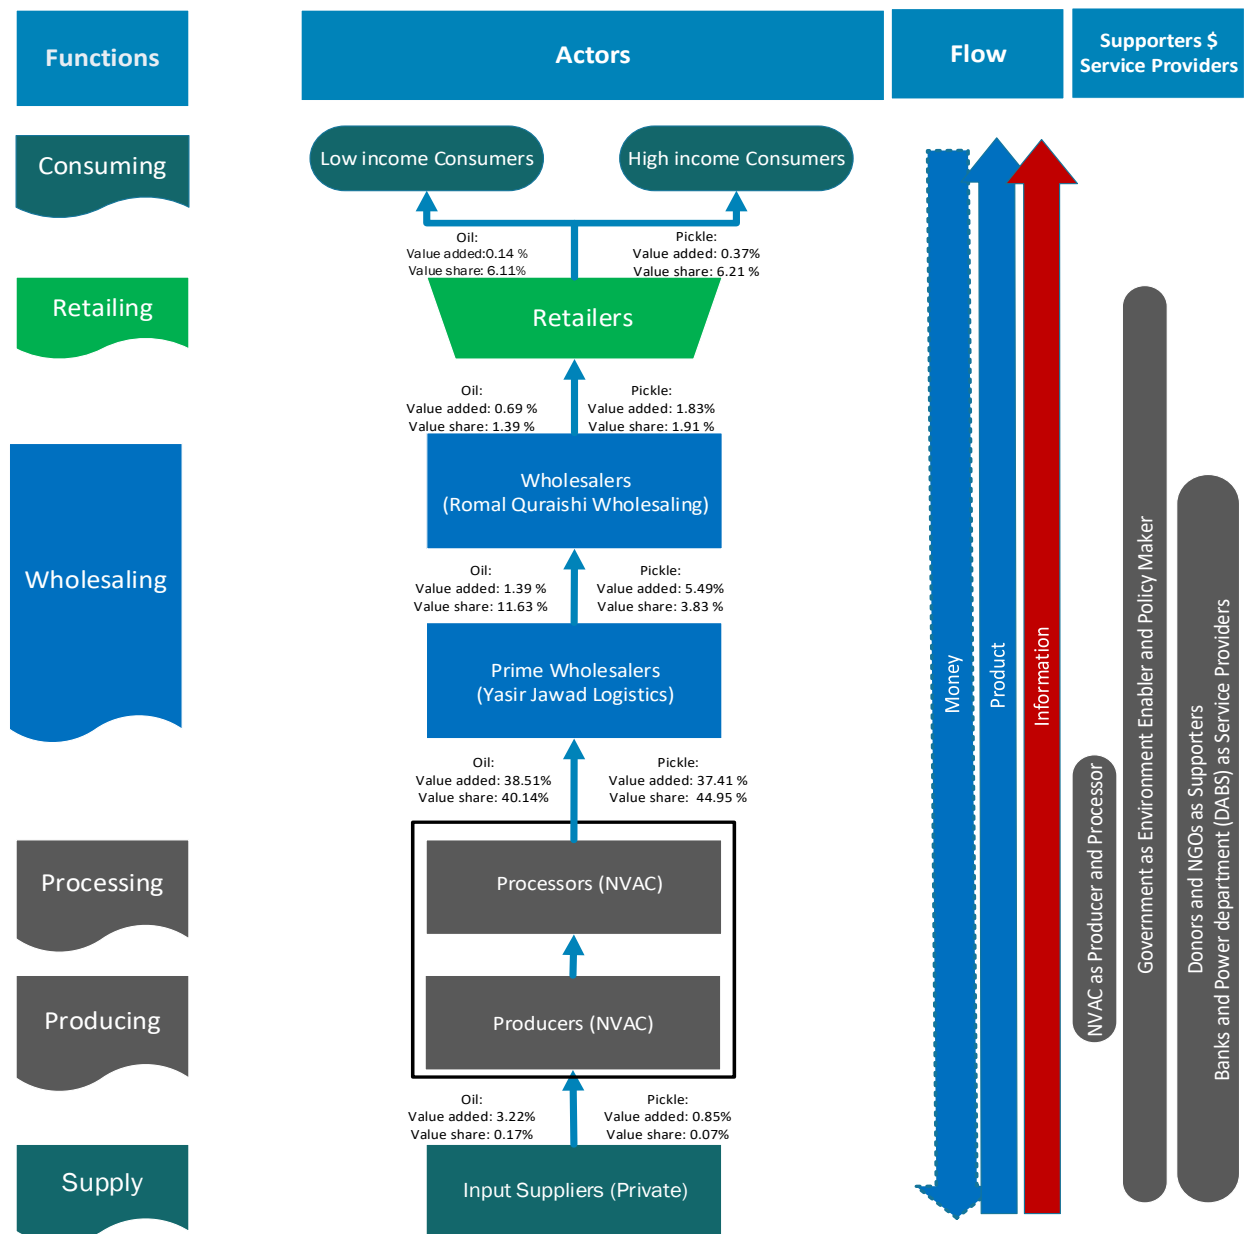 Functions
Actors
Flow
Supporters $
Service Providers
Consuming
Low income Consumers
High income Consumers
Oil:
Value added:0.14 %
Value share: 6.11%
Pickle:
Value added: 0.37%
Value share: 6.21 %
Retailing
Retailers
Oil:
Value added: 0.69 %
Value share: 1.39 %
Pickle:
Value added: 1.83%
Value share: 1.91 %
Wholesaling
Wholesalers
(Romal Quraishi Wholesaling)
Oil:
Value added: 1.39 %
Value share: 11.63 %
Pickle:
Value added: 5.49%
Value share: 3.83 %
Prime Wholesalers
(Yasir Jawad Logistics)
Oil:
Value added: 38.51%
Value share: 40.14%
Pickle:
Value added: 37.41 %
Value share:  44.95 %
Processing
Processors (NVAC)
Producing
Producers (NVAC)
Oil:
Value added: 3.22%
Value share: 0.17%
Pickle:
Value added: 0.85%
Value share: 0.07%
Supply
Input Suppliers (Private)
Money
Product
Information
NVAC as Producer and Processor
Government as Environment Enabler and Policy Maker
Donors and NGOs as Supporters
Banks and Power department (DABS) as Service Providers